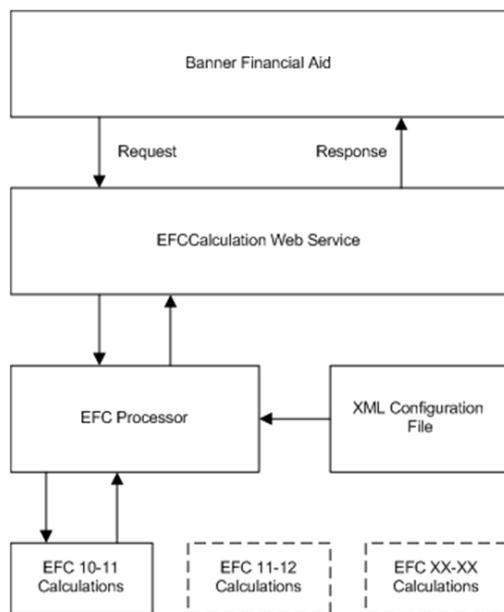 Banner Financial Aid
Request
Response
EFCCalculation Web Service
EFC Processor
XML Configuration
File
EFC 10-11
Calculations
EFC 11-12
Calculations
EFC XX-XX
Calculations